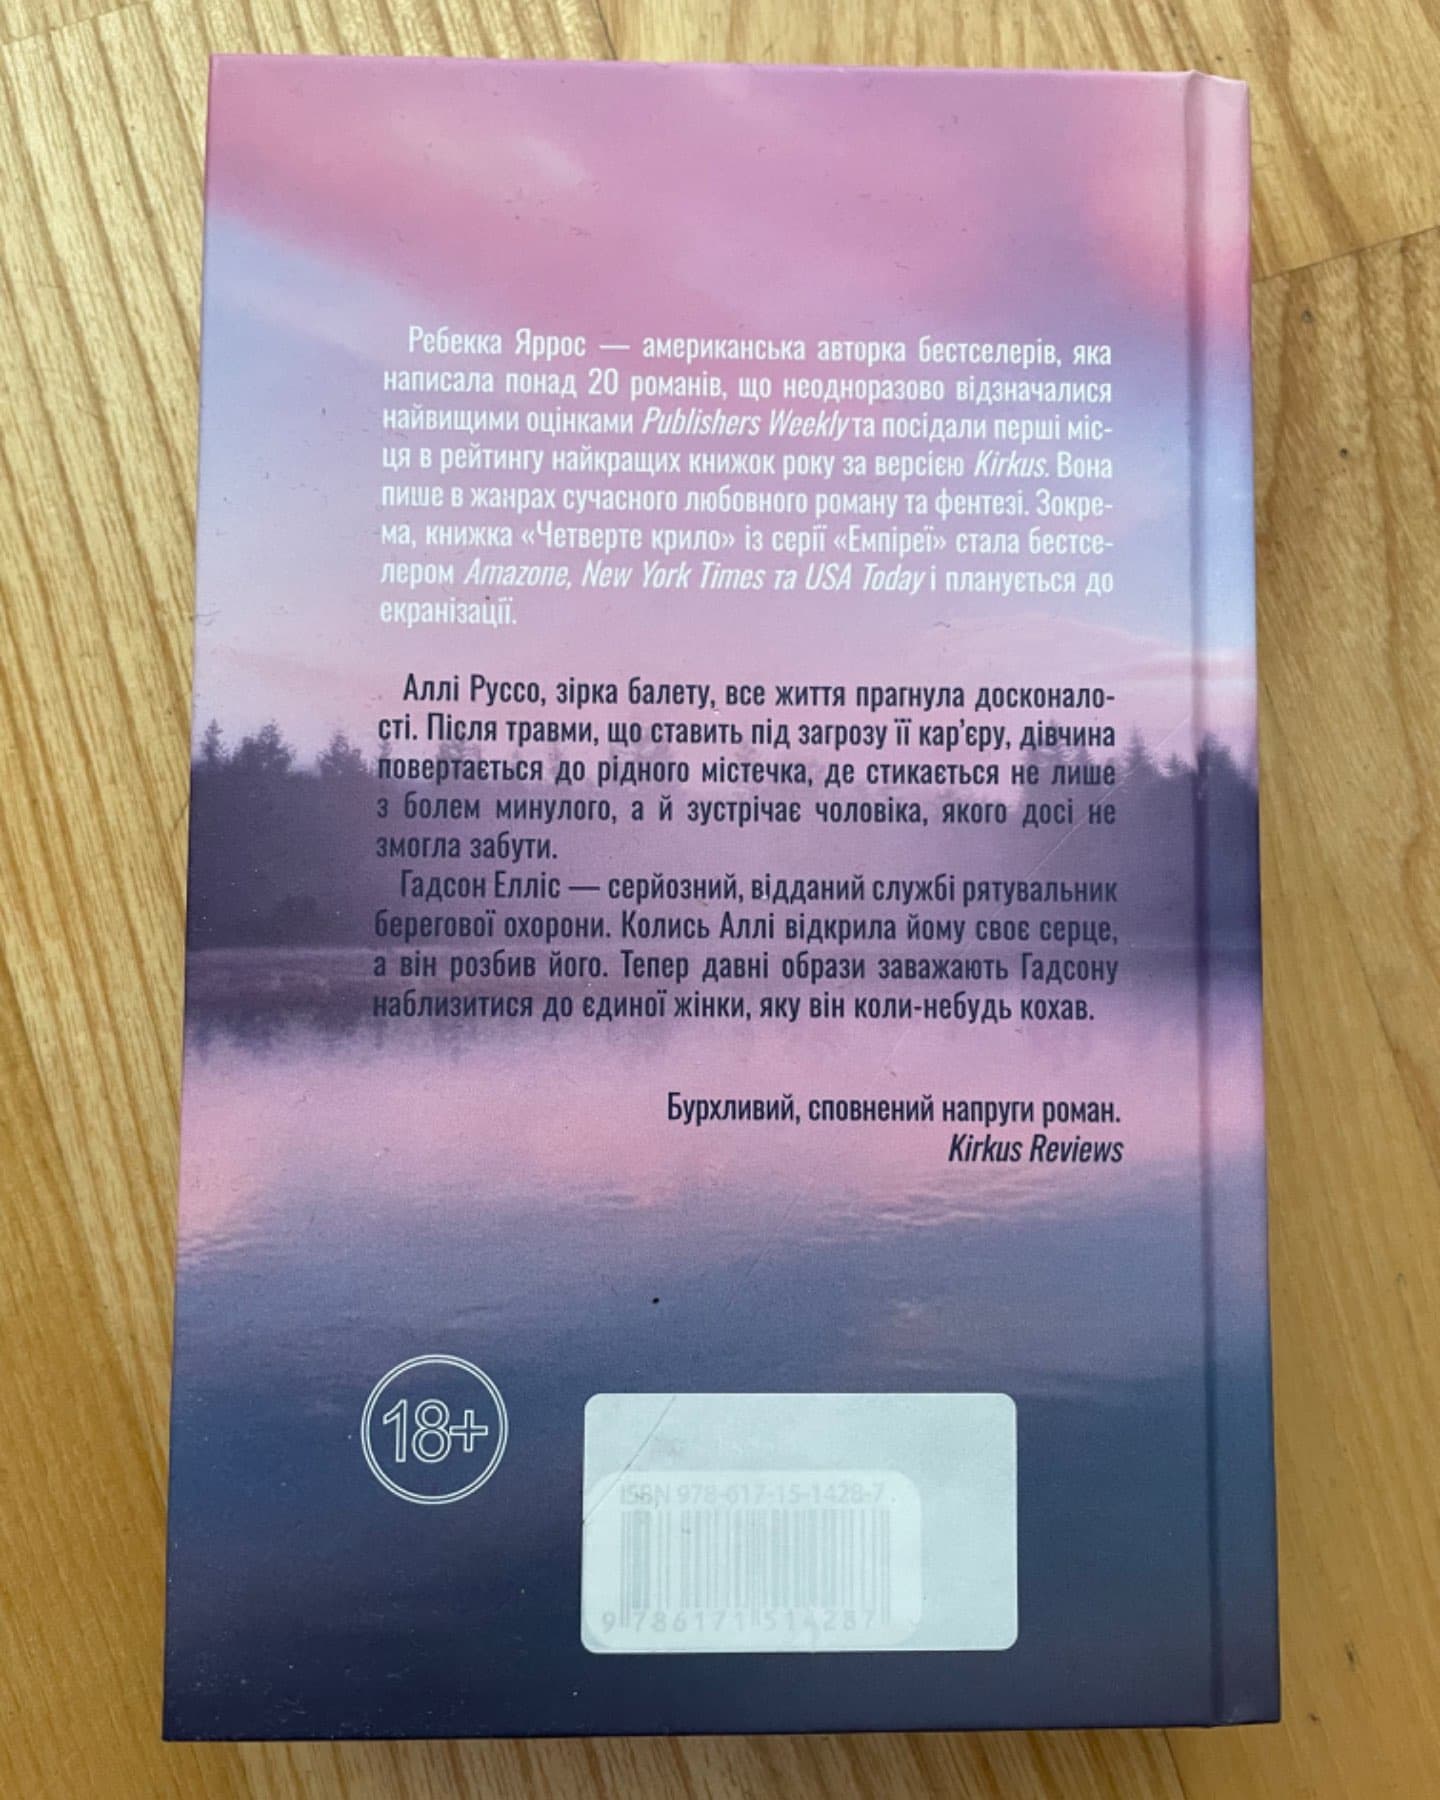 Ребекка Яррос — американська авторка бестселерів, яка
написала понад 20 романів, що неодноразово відзначалися
найвищими оцінками Publishers Weekly та посідали перші міс-
ця в рейтингу найкращих книжок року за версією Kirkus. Вона
пише в жанрах сучасного любовного роману та фентезі. Зокре-
ма, книжка «Четверте крило» із серії «Емпіреї» стала бестсе-
лером Amazone, New York Times та USA Today і планується до
екранізації.
Аллі Руссо, зірка балету, все життя прагнула досконало-
сті. Після травми, що ставить під загрозу її кар’єру, дівчина
повертається до рідного містечка, де стикається не лише
з болем минулого, а й зустрічає чоловіка, якого досі не
змогла забути.
Гадсон Елліс — серйозний, відданий службі рятувальник
берегової охорони. Колись Аллі відкрила йому своє серце,
а він розбив його. Тепер давні образи заважають Гадсону
наблизитися до єдиної жінки, яку він коли-небудь кохав.
Бурхливий, сповнений напруги роман.
Kirkus Reviews
18+
ISBN 978-617-15-1428-7
9 786171 514287